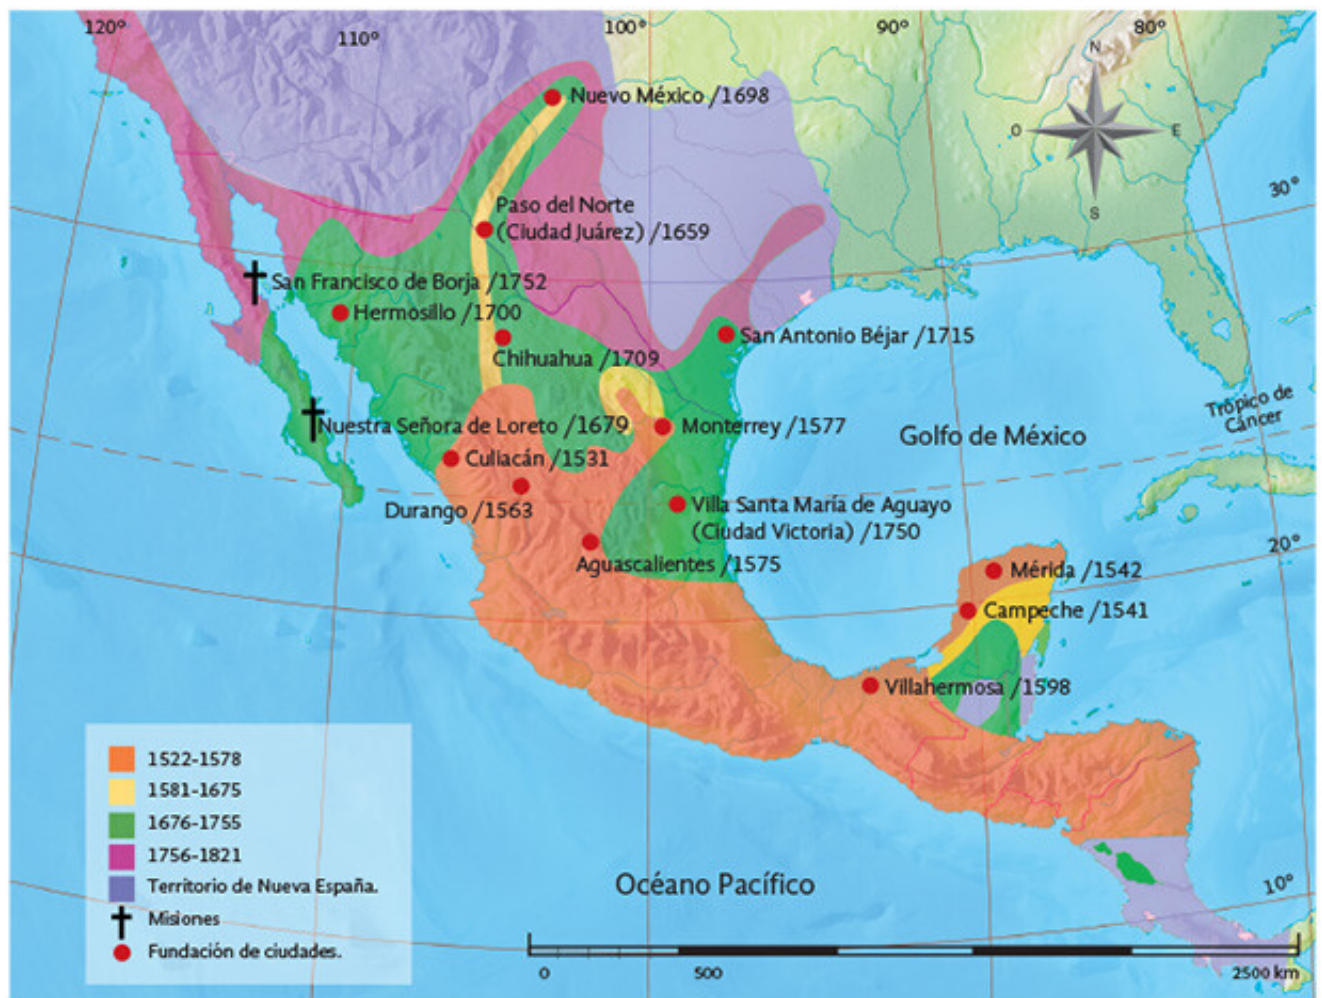 120°
110°
100°
90°
80°
N
O
E
S
30°
20°
10°
Nuevo México /1698
Paso del Norte
(Ciudad Juárez) /1659
San Francisco de Borja /1752
Hermosillo /1700
Chihuahua /1709
San Antonio Béjar /1715
Nuestra Señora de Loreto /1679
Monterrey /1577
Golfo de México
Trópico de
Cáncer
Culiacán /1531
Durango /1563
Villa Santa María de Aguayo
(Ciudad Victoria) /1750
Aguascalientes /1575
Mérida /1542
Campeche /1541
Villahermosa /1598
1522-1578
1581-1675
1676-1755
1756-1821
Territorio de Nueva España.
Misiones
Fundación de ciudades.
Océano Pacífico
0
500
2500 km